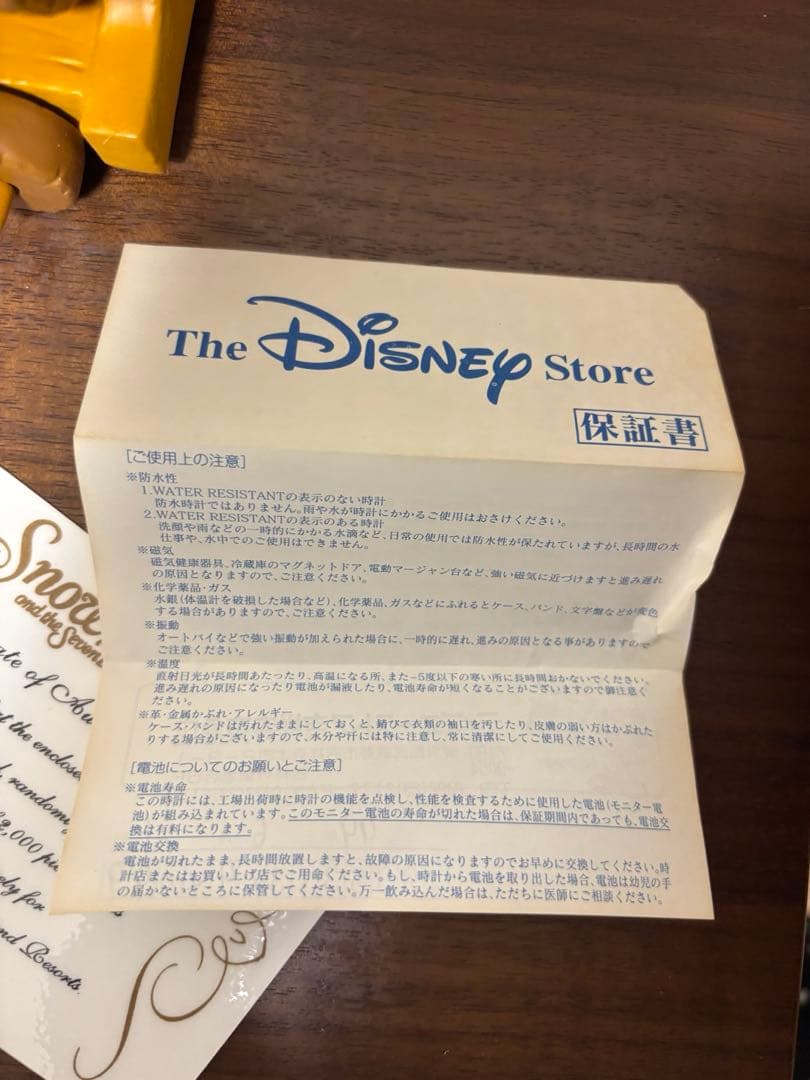 The Disney Store
保証書
[ご使用上の注意]
※防水性
1.WATER RESISTANTの表示のない時計
防水時計ではありません。雨や水が時計にかかるご使用はおさけください。
2.WATER RESISTANTの表示のある時計
洗顔や雨などの一時的にかかる水滴など、日常の使用では防水性が保たれていますが、長時間の水
仕事や、水中でのご使用はできません。
※磁気
磁気健康器具、冷蔵庫のマグネットドア、電動マージャン台など、強い磁気に近づけますと進み遅れ
の原因となりますので、ご注意ください。
※化学薬品・ガス
水銀(体温計を破損した場合など)、化学薬品、ガスなどにふれるとケース、バンド、文字盤などが変色
する場合がありますので、ご注意ください。
※振動
オートバイなどで強い振動が加えられた場合に、一時的に遅れ、進みの原因となる事がありますので
ご注意ください。
※温度
直射日光が長時間あたったり、高温になる所、また-5度以下の寒い所に長時間おかないでください。
進み遅れの原因になったり電池が漏液したり、電池寿命が短くなることがございますので御注意く
ださい。
※革・金属かぶれ・アレルギー
ケース・バンドは汚れたままにしておくと、錆びて衣類の袖口を汚したり、皮膚の弱い方はかぶれた
りする場合がございますので、水分や汗には特に注意し、常に清潔にしてご使用ください。
[電池についてのお願いとご注意]
※電池寿命
この時計には、工場出荷時に時計の機能を点検し、性能を検査するために使用した電池(モニター電
池)が組み込まれています。このモニター電池の寿命が切れた場合は、保証期間内であっても、電池交
換は有料になります。
※電池交換
電池が切れたまま、長時間放置しますと、故障の原因になりますのでお早めに交換してください。時
計店またはお買い上げ店でご用命ください。もし、時計から電池を取り出した場合、電池は幼児の手
の届かないところに保管してください。万一飲み込んだ場合は、ただちに医師にご相談ください。
Snow
and the Seven
of Au
the enclose
randomly
2,000 pi
ely for
nd Resorts.